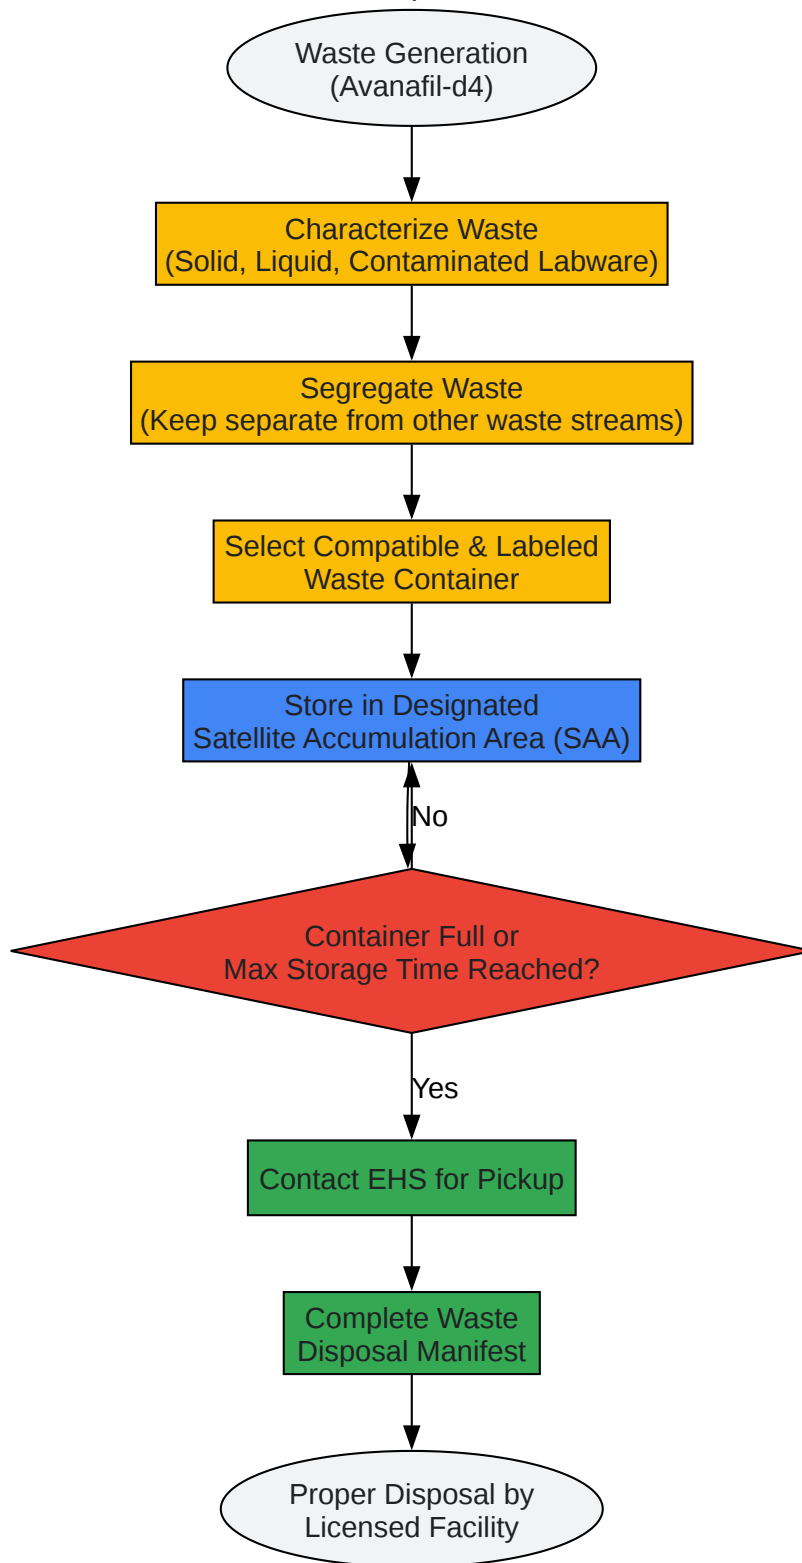 Waste Generation
(Avanafil-d4)
Characterize Waste
(Solid, Liquid, Contaminated Labware)
Segregate Waste
(Keep separate from other waste streams)
Select Compatible & Labeled
Waste Container
Store in Designated
Satellite Accumulation Area (SAA)
No
Container Full or
Max Storage Time Reached?
Yes
Contact EHS for Pickup
Complete Waste
Disposal Manifest
Proper Disposal by
Licensed Facility